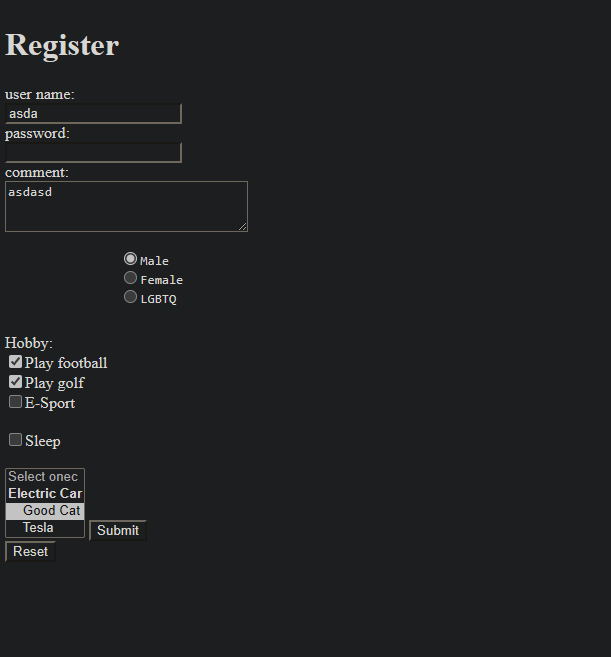 Register
user name:
asda
password:
comment:
asdasd
Male
Female
LGBTQ
Hobby:
Play football
Play golf
E-Sport
Sleep
Select onec
Electric Car
Good Cat
Tesla
Submit
Reset